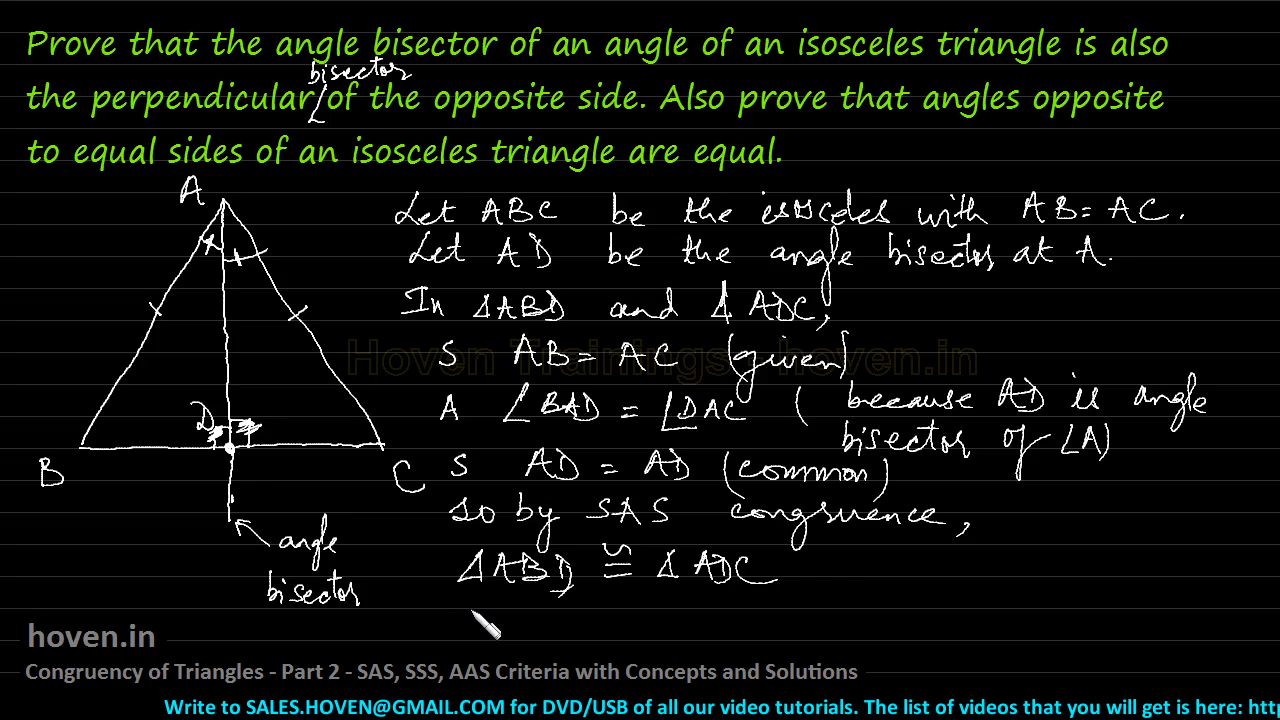 Prove that the angle bisector of an angle of an isosceles triangle is also
bisector
the perpendicular of the opposite side. Also prove that angles opposite
to equal sides of an isosceles triangle are equal.
A
Let ABC be the isosceles with AB = AC.
Let AD be the angle bisector at A.
In ΔABD and Δ ADC,
Hoven Trainings - hoven.in
S AB = AC (given)
A ∠BAD = ∠DAC ( because AD is angle
bisector of ∠A)
D
B
C
S AD = AD (common)
so by SAS congruence,
angle
bisector
ΔABD ≅ Δ ADC
hoven.in
Congruency of Triangles - Part 2 - SAS, SSS, AAS Criteria with Concepts and Solutions
Write to SALES.HOVEN@GMAIL.COM for DVD/USB of all our video tutorials. The list of videos that you will get is here: htt